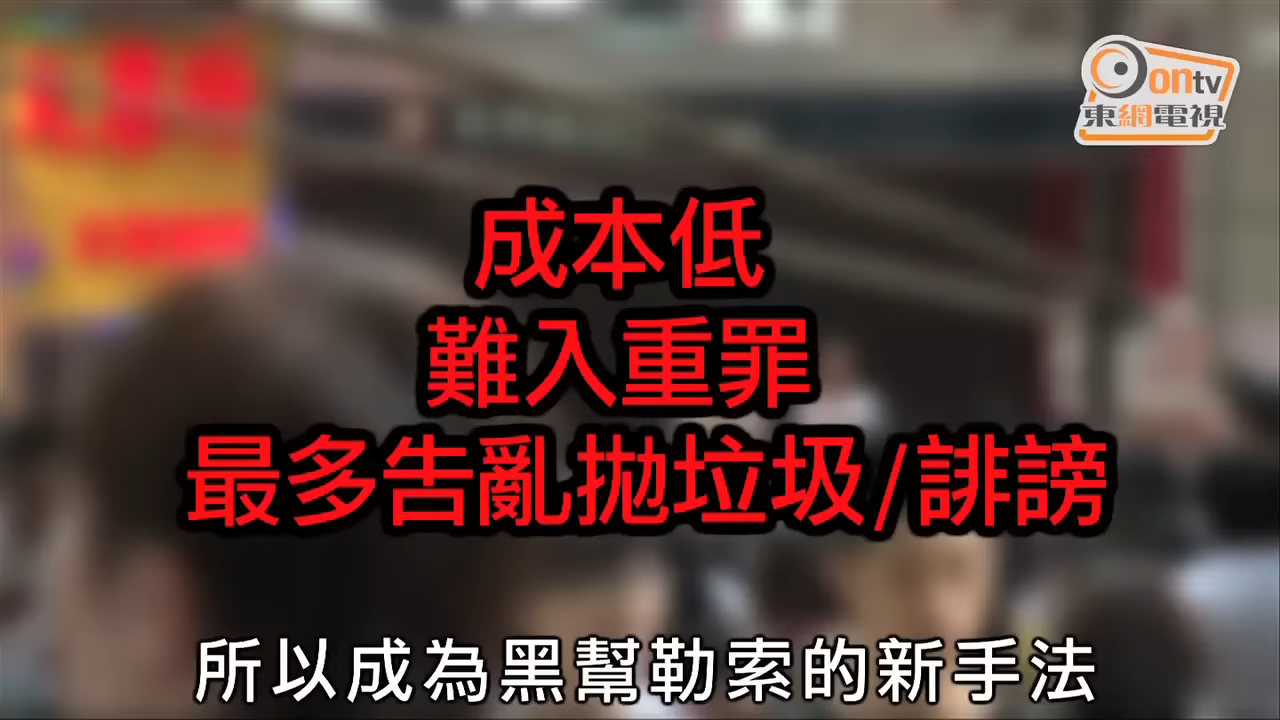 ontv
東網電視
成本低
難入重罪
最多告亂拋垃圾/誹謗
所以成為黑幫勒索的新手法